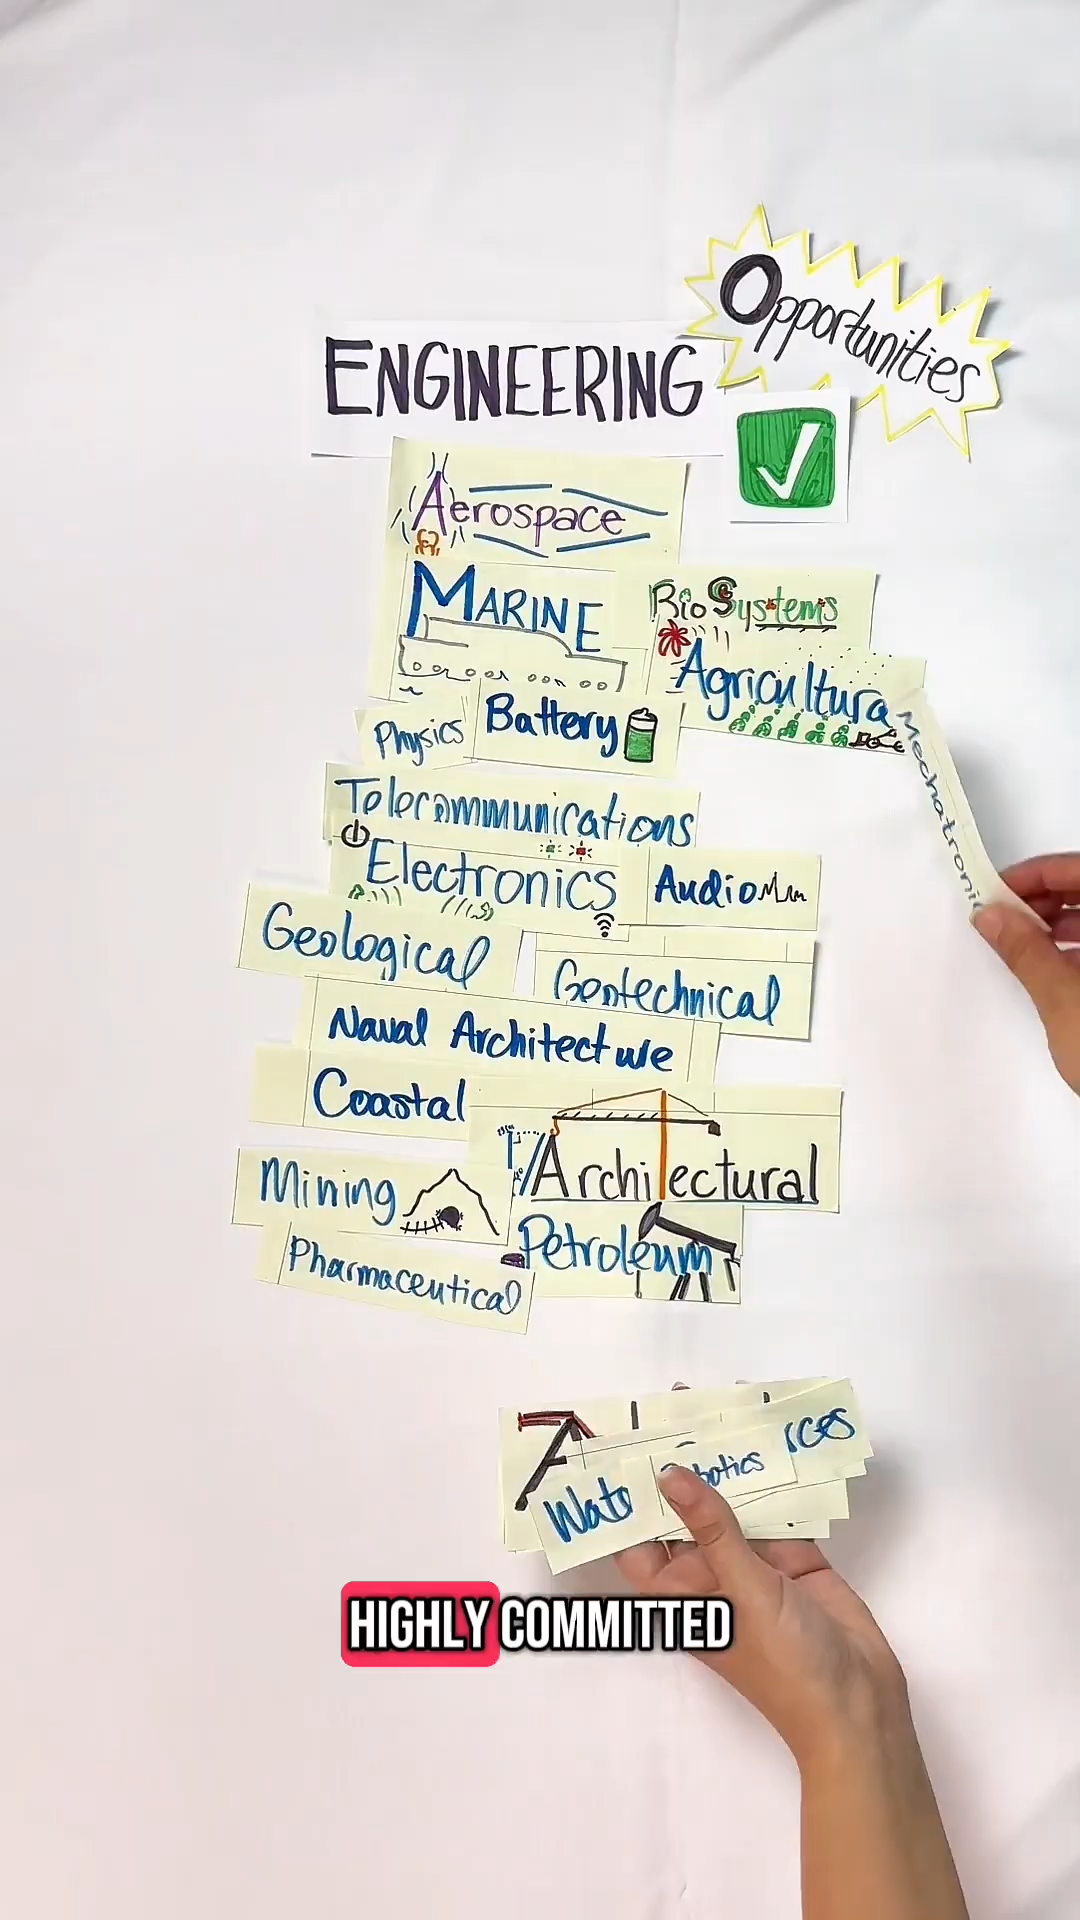 Opportunities
ENGINEERING
Aerospace
MARINE
BioSystems
Agricultura
Physics
Battery
Mechatronic
Telecommunications
Electronics
Audio
Geological
Geotechnical
Naval Architecture
Coastal
Architectural
Mining
Petroleum
Pharmaceutical
HIGHLY COMMITTED